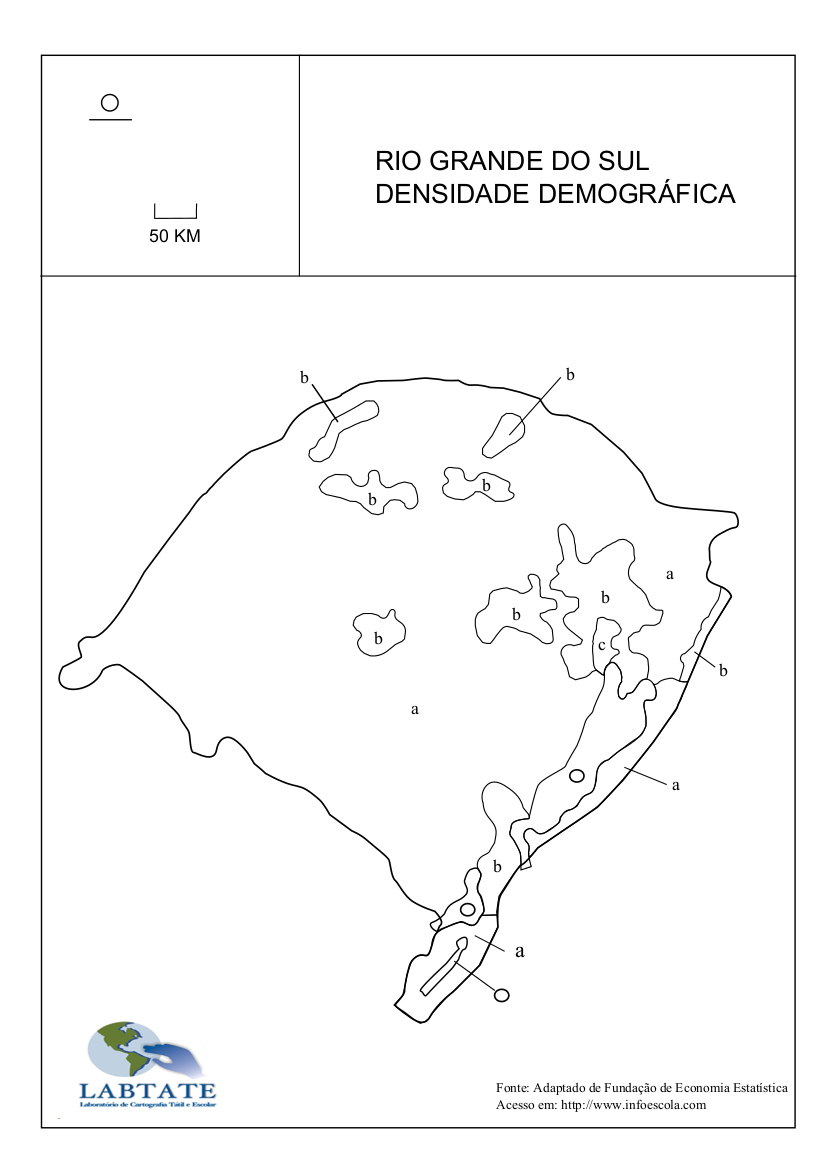 RIO GRANDE DO SUL
DENSIDADE DEMOGRÁFICA
50 KM
b
b
b
b
a
b
b
b
c
b
a
a
b
a
LABTATE
Laboratório de Cartografia Tátil e Escolar
Fonte: Adaptado de Fundação de Economia Estatística
Acesso em: http://www.infoescola.com